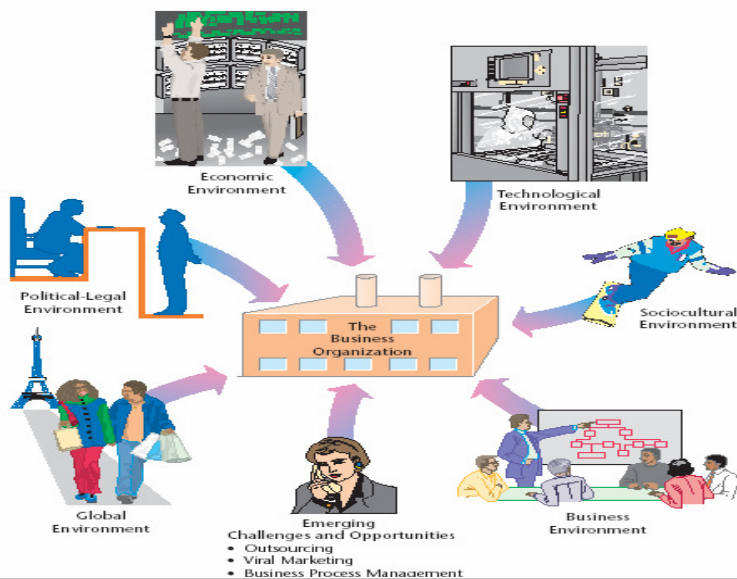 Economic
Environment
Technological
Environment
Political-Legal
Environment
The
Business
Organization
Sociocultural
Environment
Global
Environment
Emerging
Challenges and Opportunities
• Outsourcing
• Viral Marketing
• Business Process Management
Business
Environment